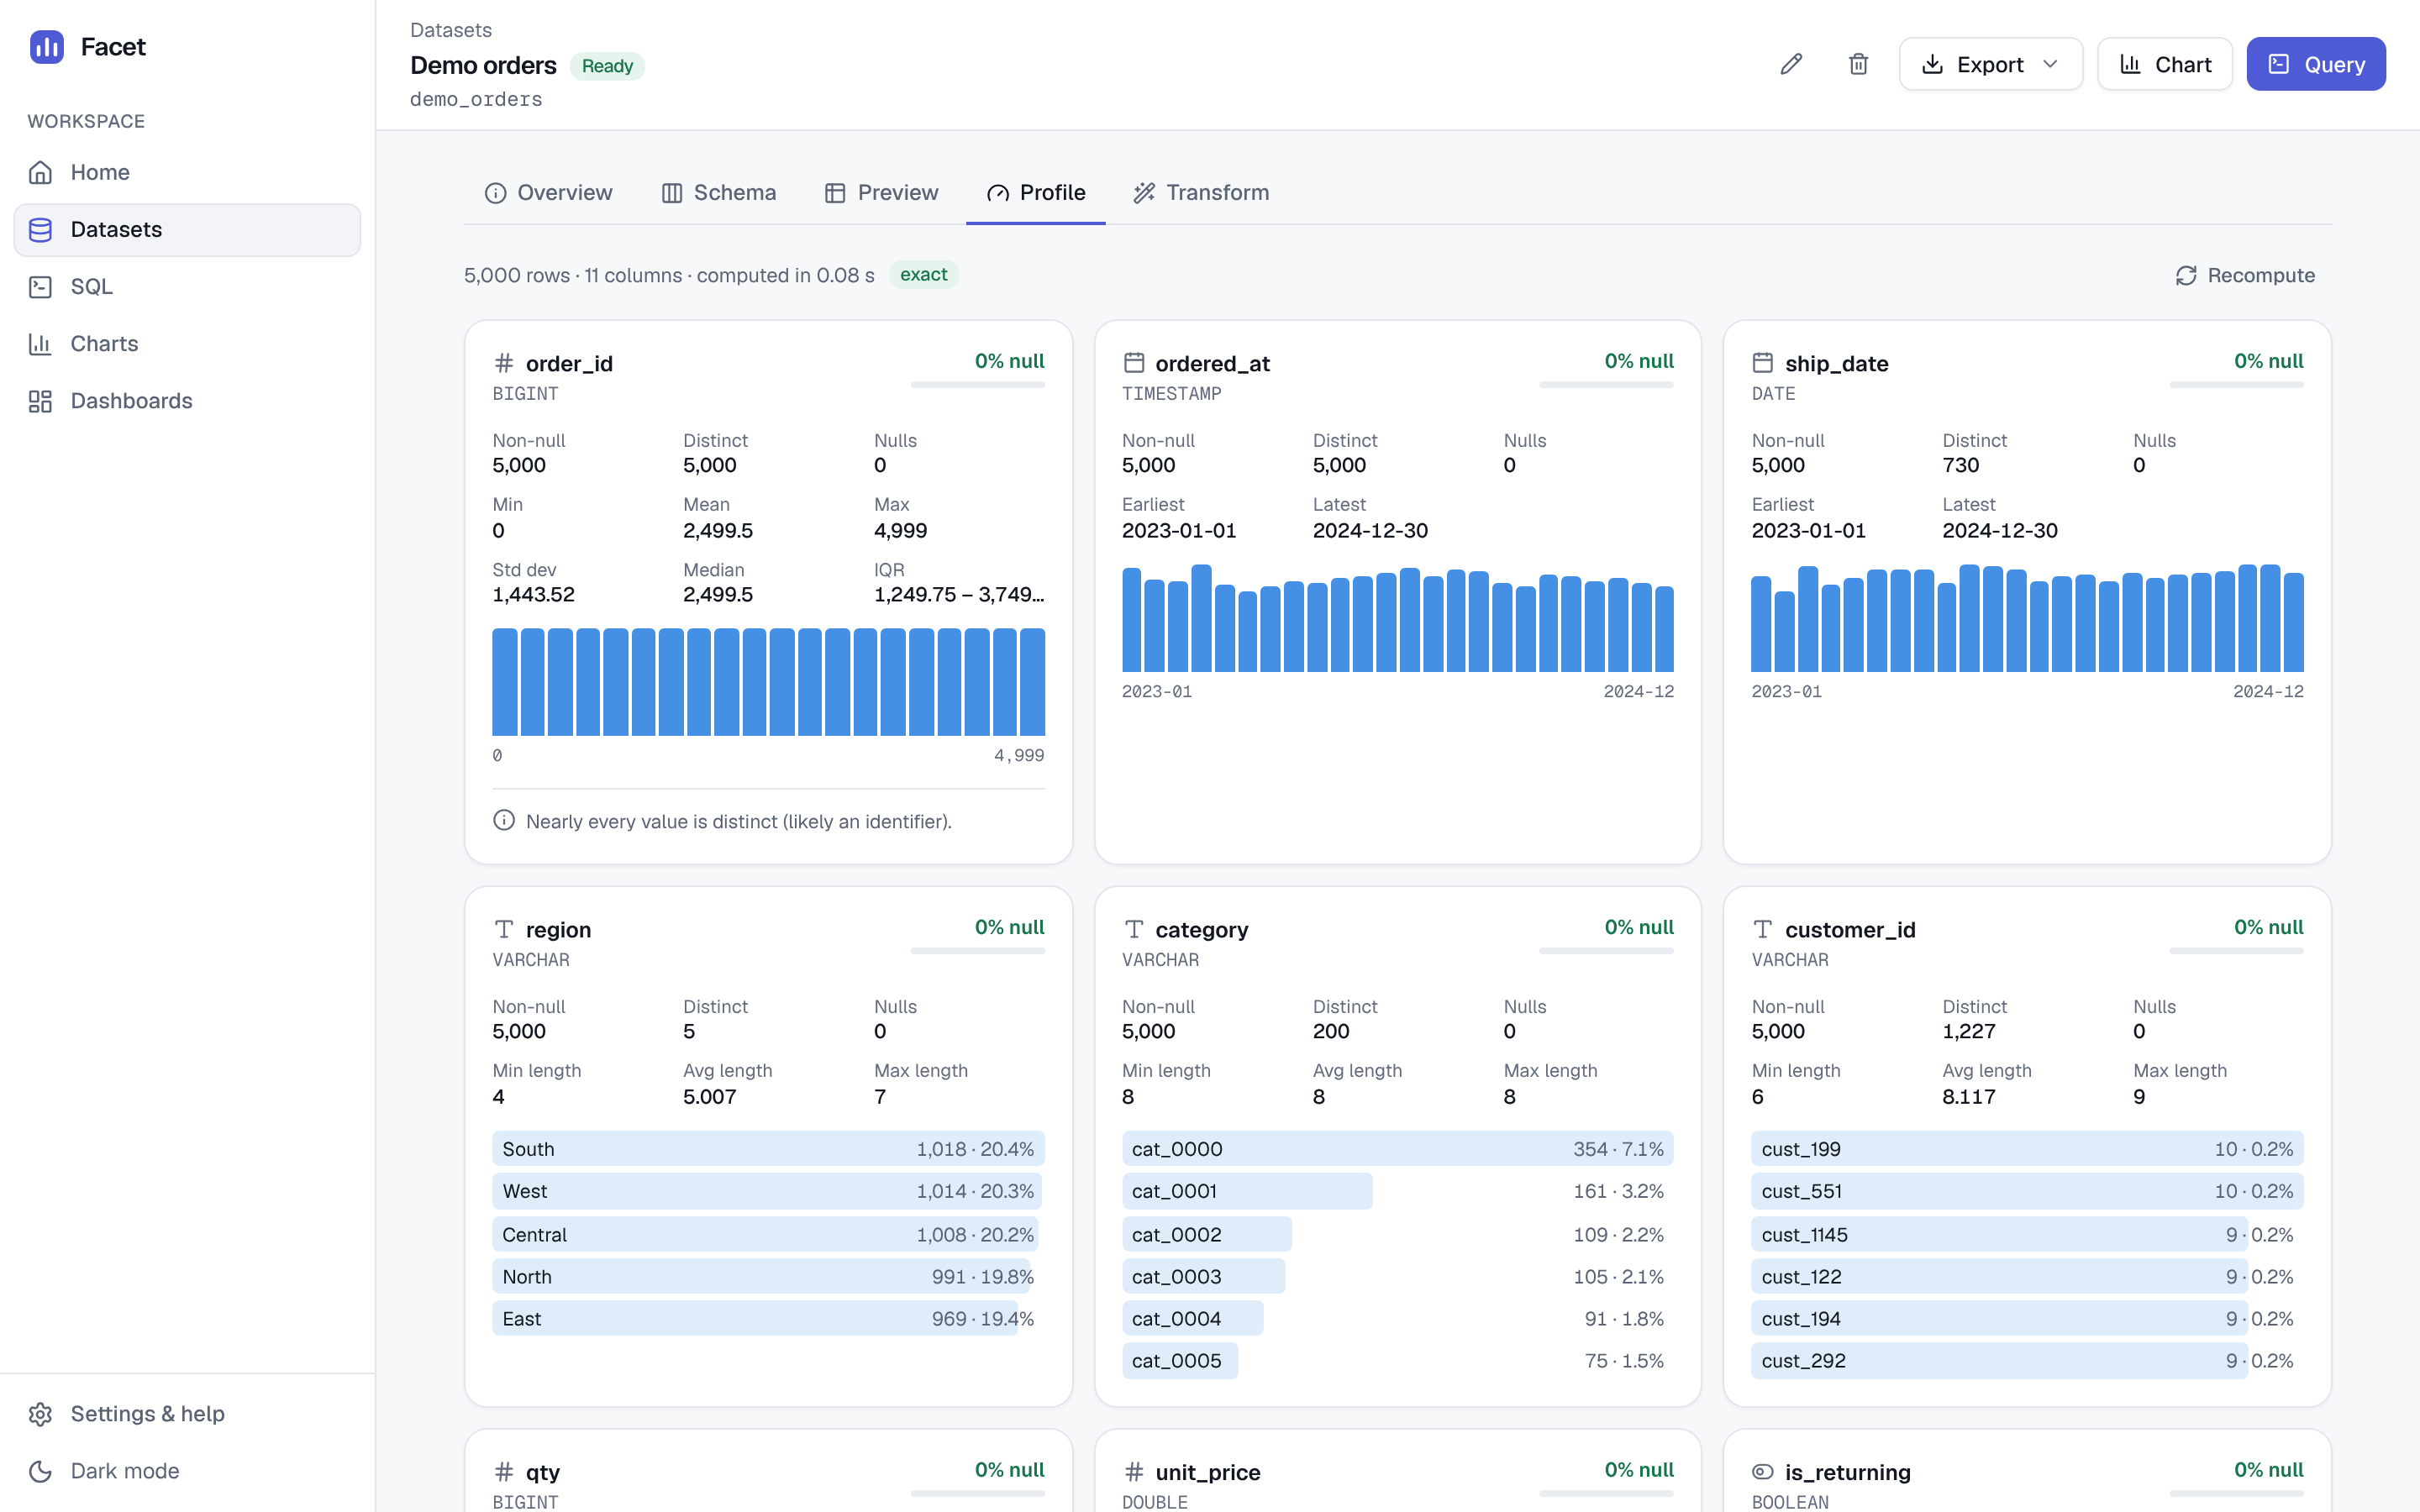 Facet
WORKSPACE
Home
Datasets
SQL
Charts
Dashboards
Settings & help
Dark mode
Datasets
Demo orders Ready
demo_orders
Export
Chart
Query
Overview Schema Preview Profile Transform
5,000 rows · 11 columns · computed in 0.08 s exact
Recompute
order_id 0% null
BIGINT
Non-null Distinct Nulls
5,000 5,000 0
Min Mean Max
0 2,499.5 4,999
Std dev Median IQR
1,443.52 2,499.5 1,249.75 – 3,749...
0 4,999
Nearly every value is distinct (likely an identifier).
ordered_at 0% null
TIMESTAMP
Non-null Distinct Nulls
5,000 5,000 0
Earliest Latest
2023-01-01 2024-12-30
2023-01 2024-12
ship_date 0% null
DATE
Non-null Distinct Nulls
5,000 730 0
Earliest Latest
2023-01-01 2024-12-30
2023-01 2024-12
region 0% null
VARCHAR
Non-null Distinct Nulls
5,000 5 0
Min length Avg length Max length
4 5.007 7
South 1,018 · 20.4%
West 1,014 · 20.3%
Central 1,008 · 20.2%
North 991 · 19.8%
East 969 · 19.4%
category 0% null
VARCHAR
Non-null Distinct Nulls
5,000 200 0
Min length Avg length Max length
8 8 8
cat_0000 354 · 7.1%
cat_0001 161 · 3.2%
cat_0002 109 · 2.2%
cat_0003 105 · 2.1%
cat_0004 91 · 1.8%
cat_0005 75 · 1.5%
customer_id 0% null
VARCHAR
Non-null Distinct Nulls
5,000 1,227 0
Min length Avg length Max length
6 8.117 9
cust_199 10 · 0.2%
cust_551 10 · 0.2%
cust_1145 9 · 0.2%
cust_122 9 · 0.2%
cust_194 9 · 0.2%
cust_292 9 · 0.2%
qty 0% null
BIGINT
unit_price 0% null
DOUBLE
is_returning 0% null
BOOLEAN